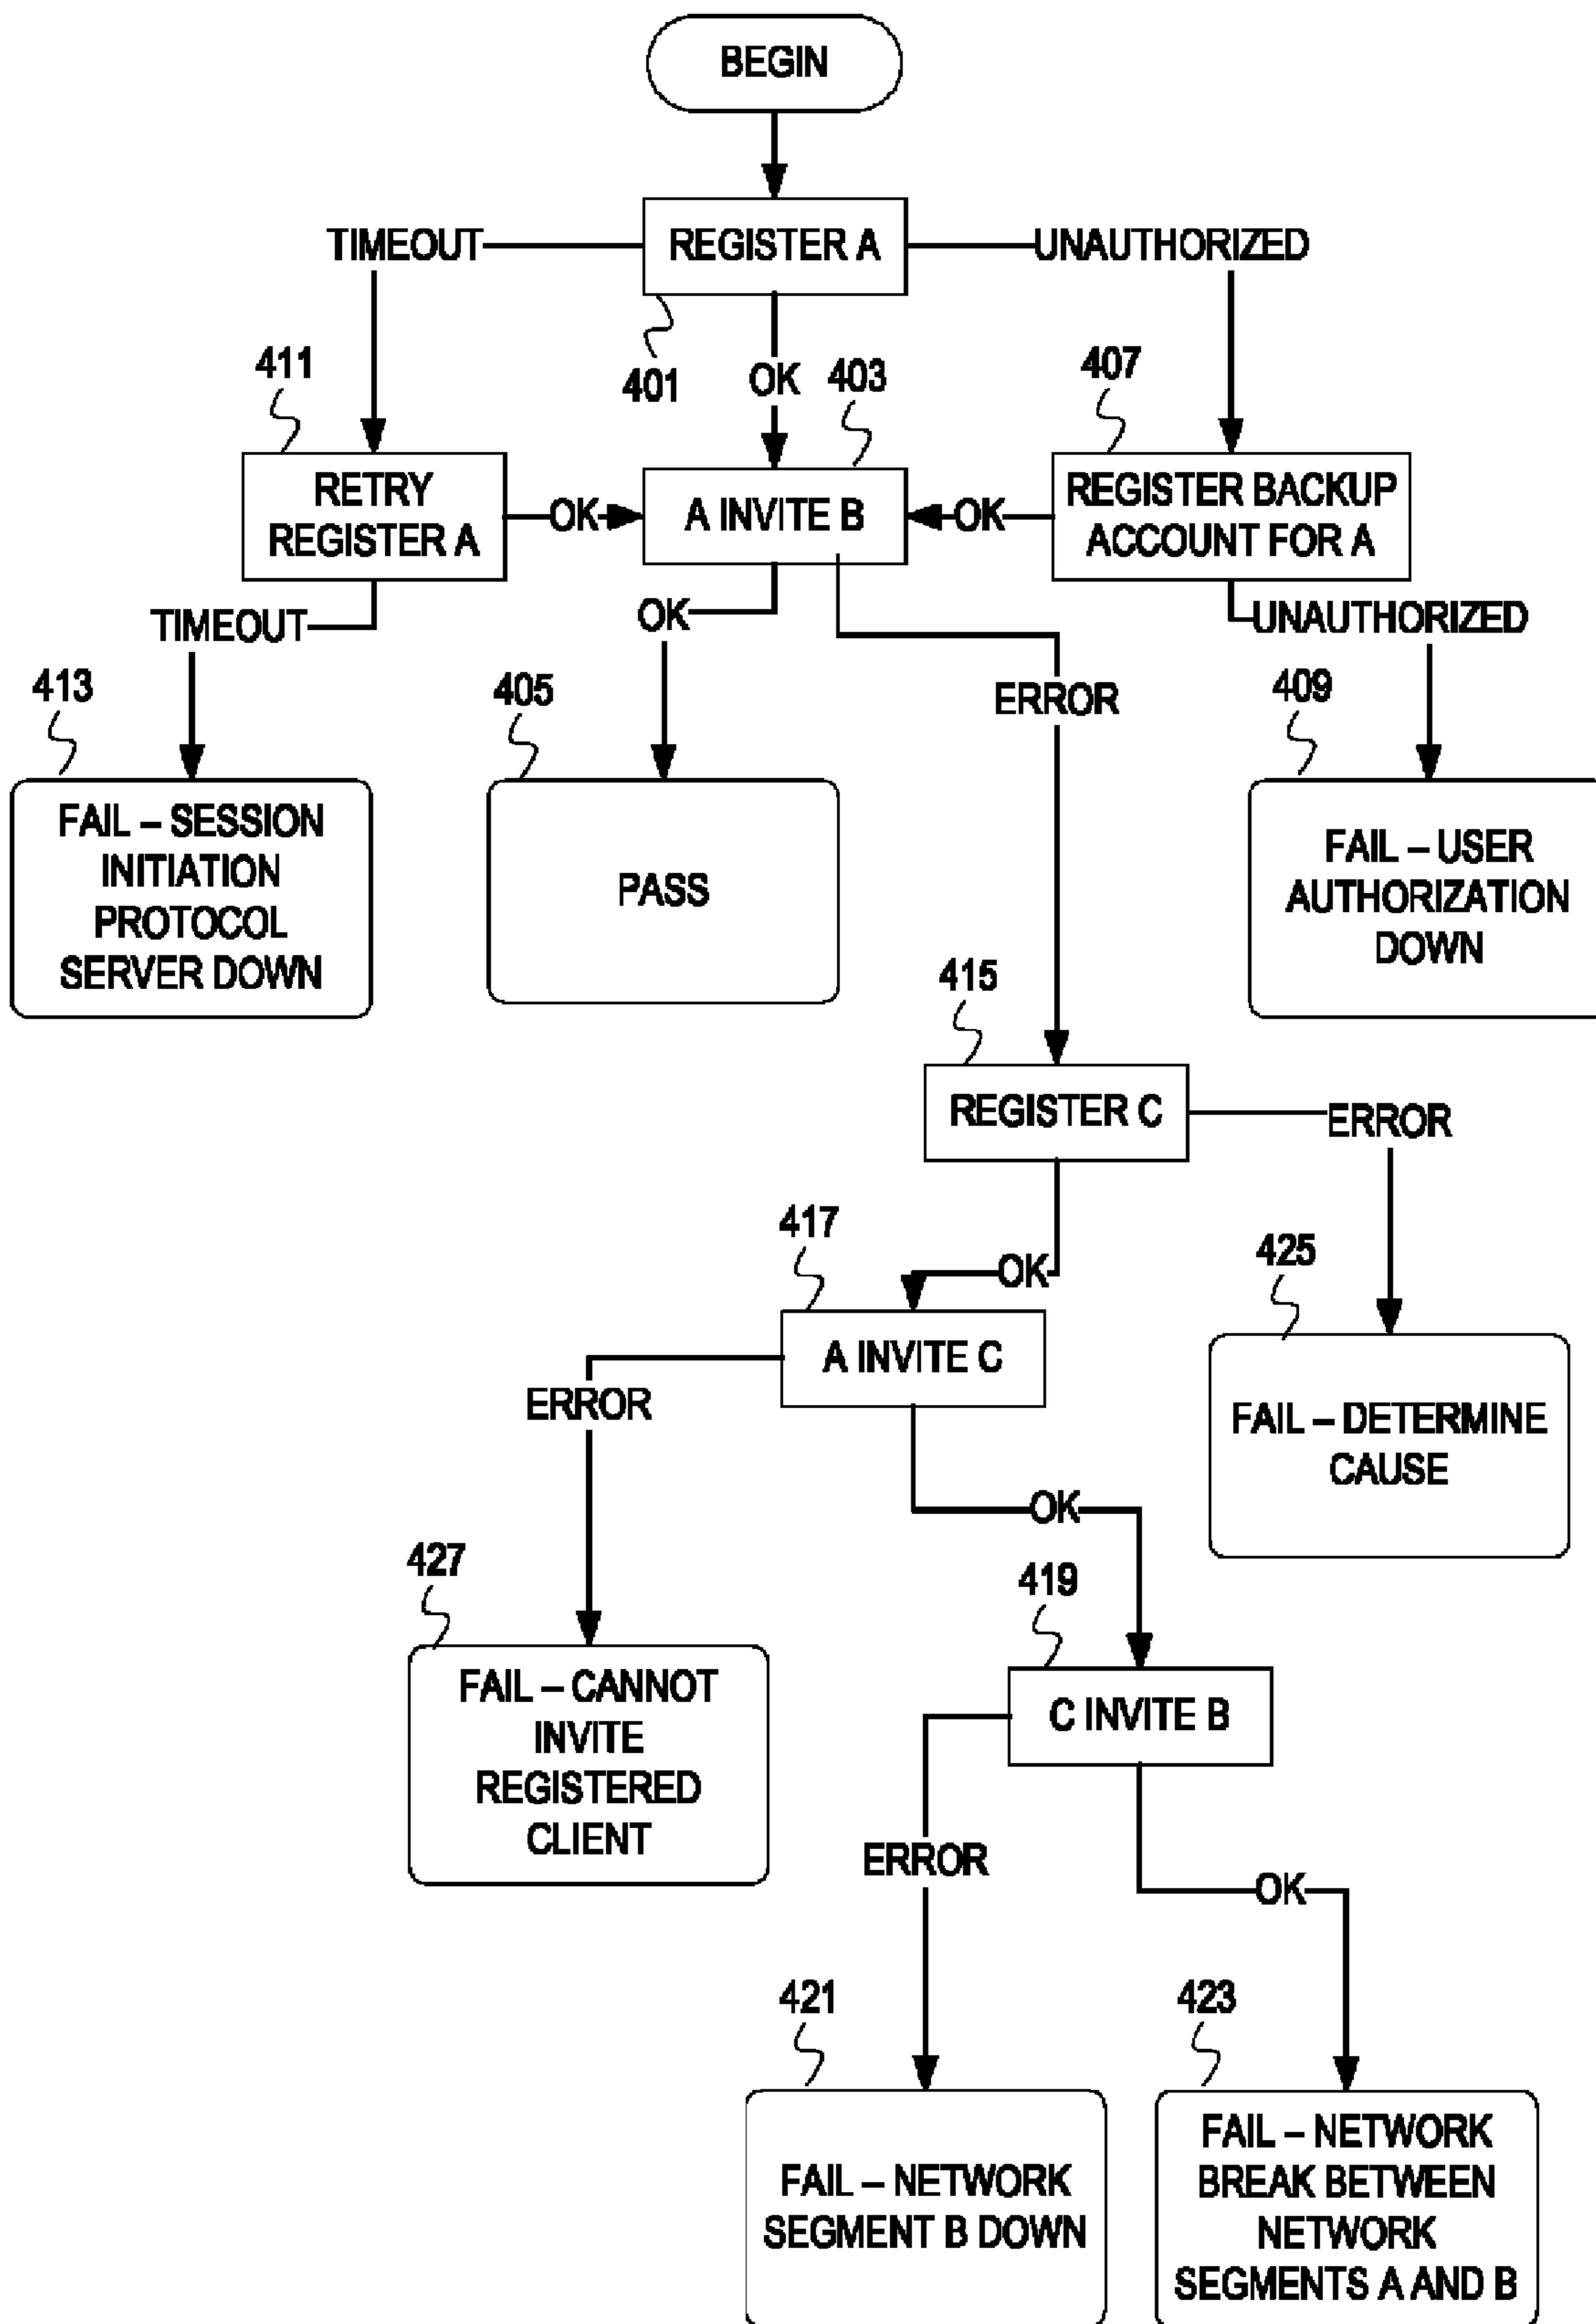 BEGIN
TIMEOUT
REGISTER A
UNAUTHORIZED
401
OK
411
403
407
RETRY
REGISTER A
OK
A INVITE B
OK
REGISTER BACKUP
ACCOUNT FOR A
TIMEOUT
OK
UNAUTHORIZED
413
405
ERROR
409
FAIL – SESSION
INITIATION
PROTOCOL
SERVER DOWN
PASS
FAIL – USER
AUTHORIZATION
DOWN
415
REGISTER C
ERROR
417
OK
425
A INVITE C
ERROR
FAIL – DETERMINE
CAUSE
OK
427
419
FAIL – CANNOT
INVITE
REGISTERED
CLIENT
C INVITE B
ERROR
OK
421
423
FAIL – NETWORK
SEGMENT B DOWN
FAIL – NETWORK
BREAK BETWEEN
NETWORK
SEGMENTS A AND B